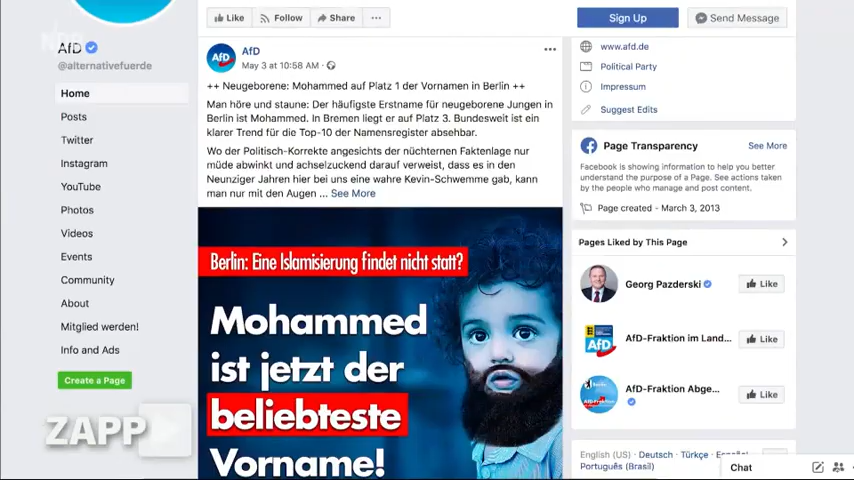 NDR
AfD
@alternativefuerde
Home
Posts
Twitter
Instagram
YouTube
Photos
Videos
Events
Community
About
Mitglied werden!
Info and Ads
Create a Page
ZAPP
Like
Follow
Share
Sign Up
Send Message
AfD
AfD
May 3 at 10:58 AM
++ Neugeborene: Mohammed auf Platz 1 der Vornamen in Berlin ++
Man höre und staune: Der häufigste Erstname für neugeborene Jungen in
Berlin ist Mohammed. In Bremen liegt er auf Platz 3. Bundesweit ist ein
klarer Trend für die Top-10 der Namensregister absehbar.
Wo der Politisch-Korrekte angesichts der nüchternen Faktenlage nur
müde abwinkt und achselzuckend darauf verweist, dass es in den
Neunziger Jahren hier bei uns eine wahre Kevin-Schwemme gab, kann
man nur mit den Augen ... See More
Berlin: Eine Islamisierung findet nicht statt?
Mohammed
ist jetzt der
beliebteste
Vorname!
www.afd.de
Political Party
Impressum
Suggest Edits
Page Transparency
See More
Facebook is showing information to help you better
understand the purpose of a Page. See actions taken
by the people who manage and post content.
Page created - March 3, 2013
Pages Liked by This Page
Georg Pazderski
Like
AfD
AfD-Fraktion im Land...
Like
AfD-Fraktion Abge...
Like
English (US) · Deutsch · Türkçe ·
Português (Brasil)
Chat